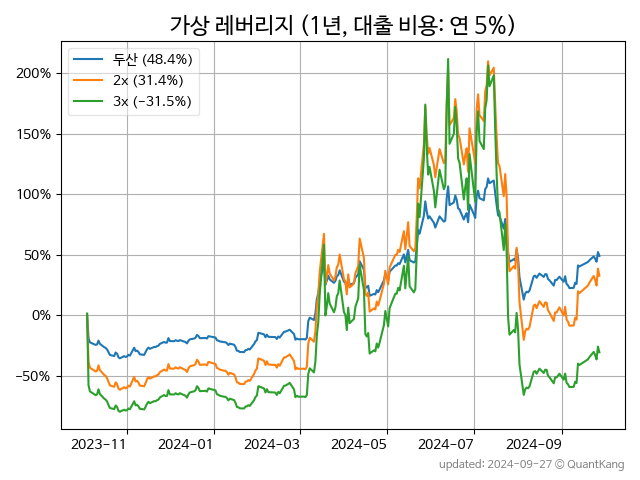 가상 레버리지 (1년, 대출 비용: 연 5%)
두산 (48.4%)
2x (31.4%)
3x (-31.5%)
200%
150%
100%
50%
0%
−50%
2023-11
2024-01
2024-03
2024-05
2024-07
2024-09
updated: 2024-09-27 © QuantKang